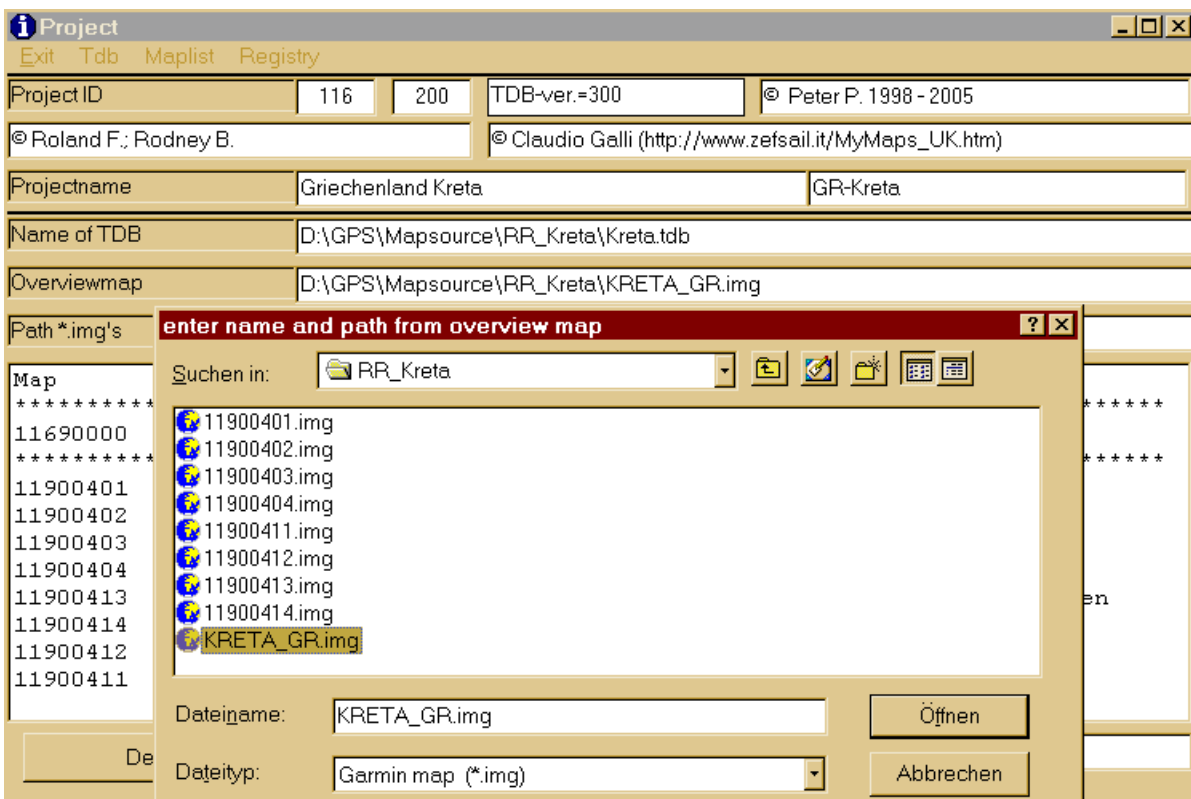 Project
Exit Tdb Maplist Registry
Project ID 116 200 TDB-ver.=300 © Peter P. 1998 - 2005
© Roland F.; Rodney B. © Claudio Galli (http://www.zefsail.it/MyMaps_UK.htm)
Projectname Griechenland Kreta GR-Kreta
Name of TDB D:\GPS\Mapsource\RR_Kreta\Kreta.tdb
Overviewmap D:\GPS\Mapsource\RR_Kreta\KRETA_GR.img
Path *.img's
Map
**********
******
11690000
**********
******
11900401
11900402
11900403
11900404
11900413
en
11900414
11900412
11900411
De
enter name and path from overview map
Suchen in: RR_Kreta
11900401.img
11900402.img
11900403.img
11900404.img
11900411.img
11900412.img
11900413.img
11900414.img
KRETA_GR.img
Dateiname: KRETA_GR.img Öffnen
Dateityp: Garmin map (*.img) Abbrechen